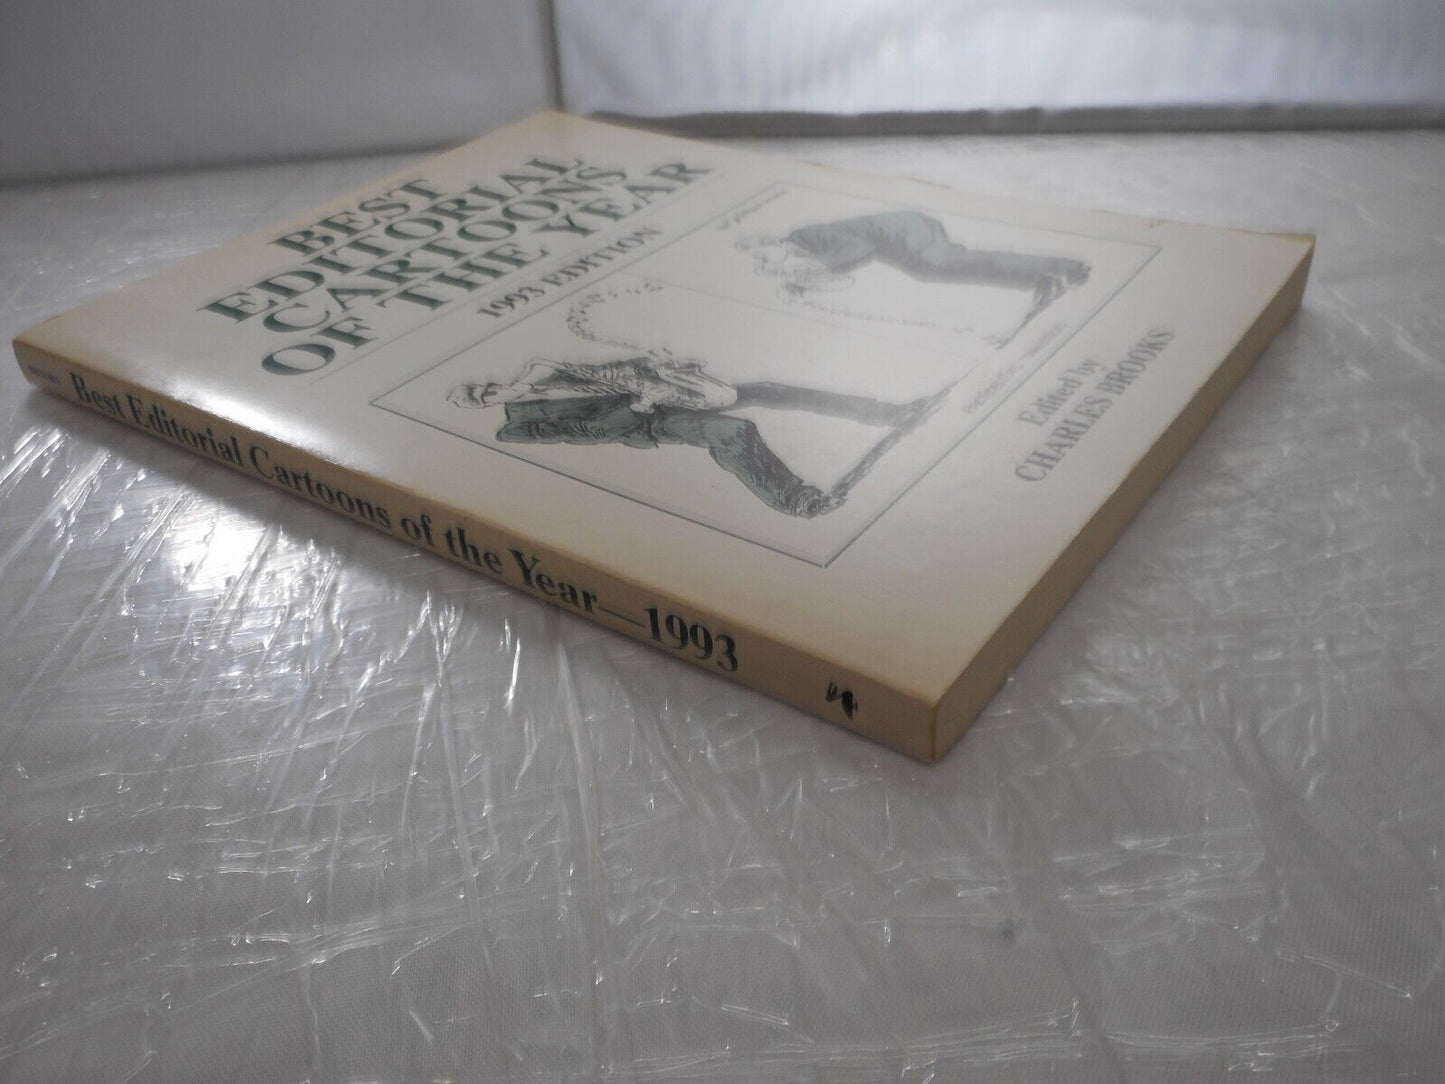 BEST
EDITORIAL
CARTOONS
OF THE YEAR
1993 EDITION
Edited by
CHARLES BROOKS
BROOKS
Best Editorial Cartoons of the Year—1993